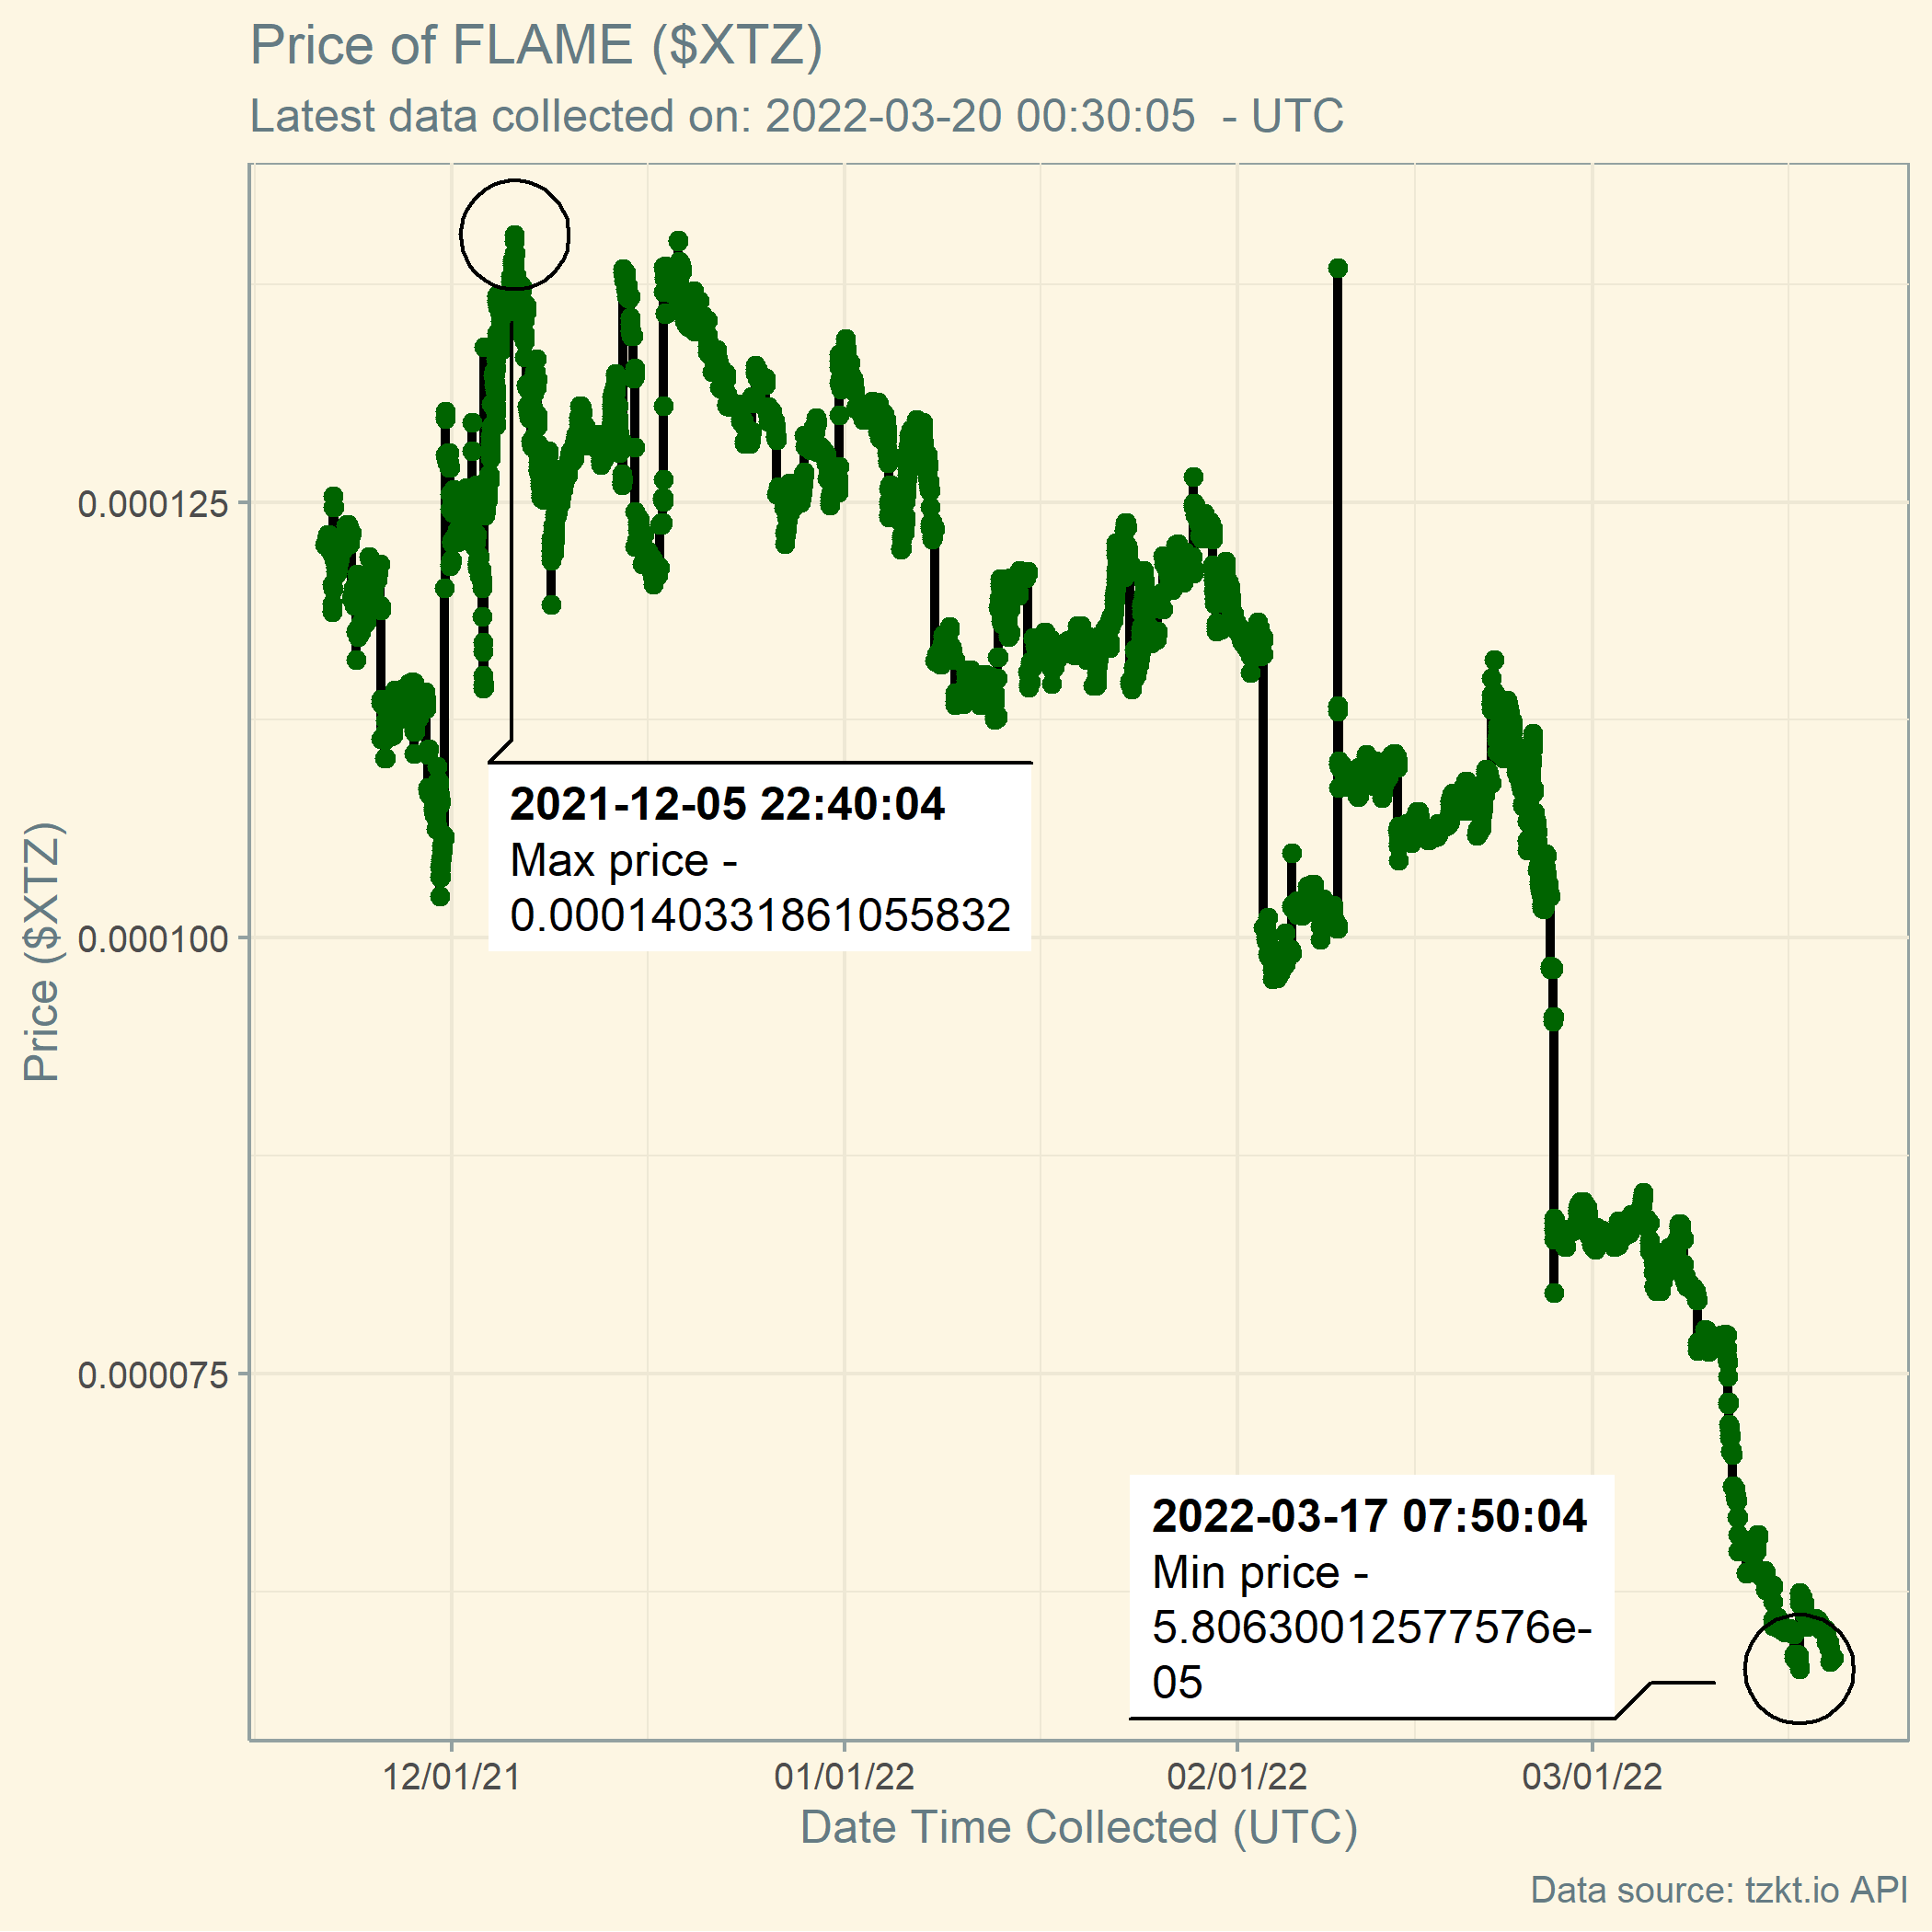 Price of FLAME ($XTZ)
Latest data collected on: 2022-03-20 00:30:05  - UTC
Price ($XTZ)
0.000125
0.000100
0.000075
2021-12-05 22:40:04
Max price -
0.000140331861055832
2022-03-17 07:50:04
Min price -
5.80630012577576e-
05
12/01/21
01/01/22
02/01/22
03/01/22
Date Time Collected (UTC)
Data source: tzkt.io API